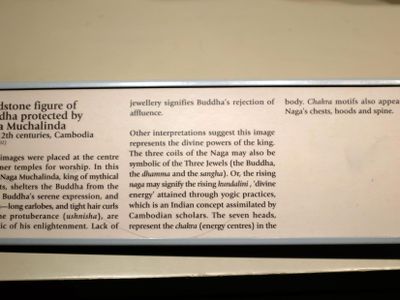 dstone figure of
dha protected by
a Muchalinda
2th centuries, Cambodia
images were placed at the centre
ner temples for worship. In this
Naga Muchalinda, king of mythical
ts, shelters the Buddha from the
Buddha's serene expression, and
—long earlobes, and tight hair curls
ne protuberance (ushnisha), are
ic of his enlightenment. Lack of
jewellery signifies Buddha's rejection of
affluence.
Other interpretations suggest this image
represents the divine powers of the king.
The three coils of the Naga may also be
symbolic of the Three Jewels (the Buddha,
the dhamma and the sangha). Or, the rising
naga may signify the rising kundalini, 'divine
energy' attained through yogic practices,
which is an Indian concept assimilated by
Cambodian scholars. The seven heads,
represent the chakra (energy centres) in the
body. Chakra motifs also appear
Naga's chests, hoods and spine.